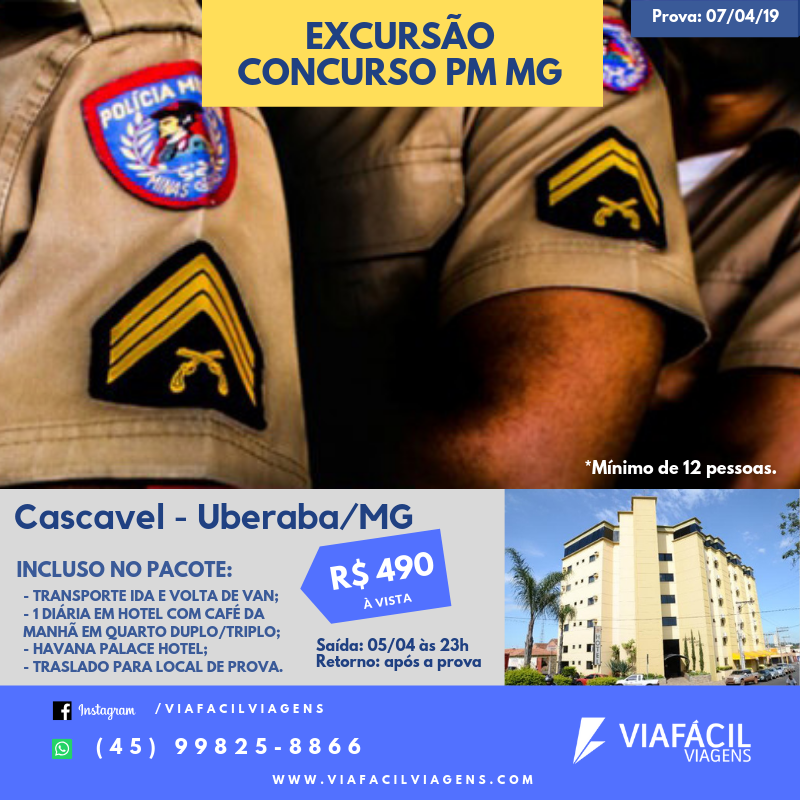 EXCURSÃO
CONCURSO PM MG
Prova: 07/04/19
POLÍCIA MI
MINAS
*Mínimo de 12 pessoas.
Cascavel - Uberaba/MG
INCLUSO NO PACOTE:
- TRANSPORTE IDA E VOLTA DE VAN;
- 1 DIÁRIA EM HOTEL COM CAFÉ DA
MANHÃ EM QUARTO DUPLO/TRIPLO;
- HAVANA PALACE HOTEL;
- TRASLADO PARA LOCAL DE PROVA.
R$ 490
À VISTA
Saída: 05/04 às 23h
Retorno: após a prova
Instagram /VIAFACILVIAGENS
(45) 99825-8866
WWW.VIAFACILVIAGENS.COM
VIAFÁCIL
VIAGENS